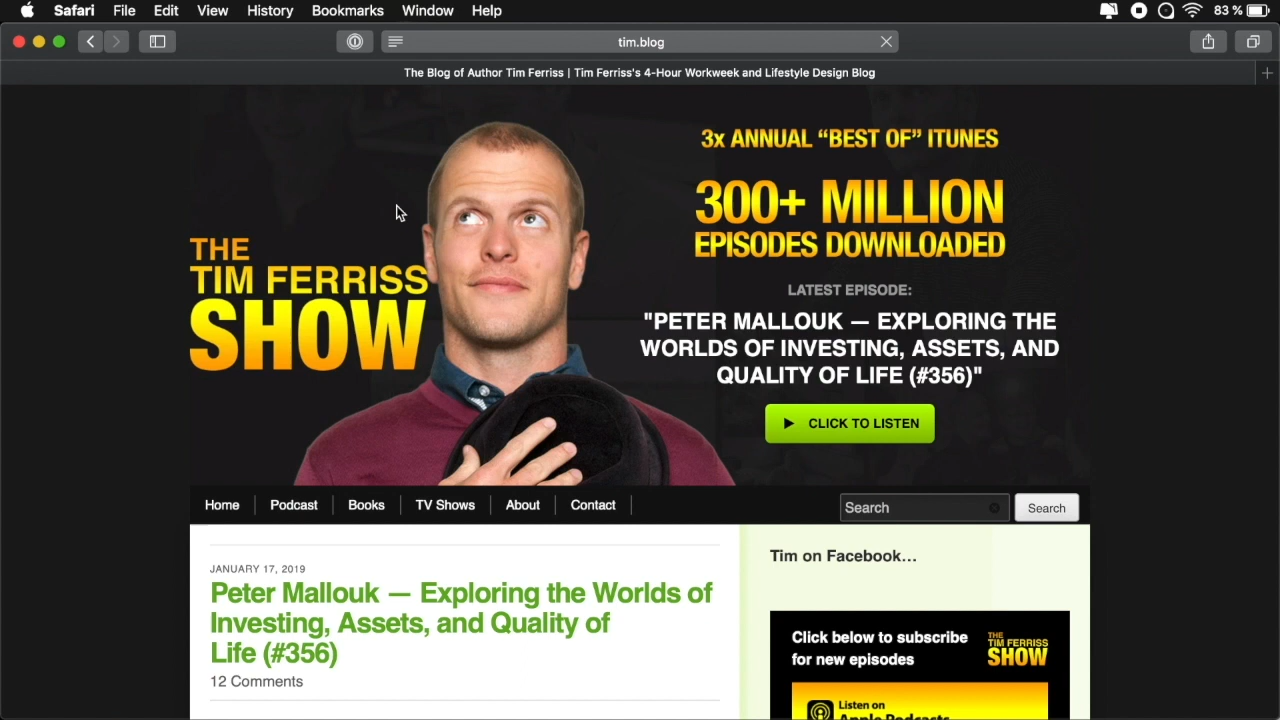 Safari File Edit View History Bookmarks Window Help 83 %
tim.blog
The Blog of Author Tim Ferriss | Tim Ferriss's 4-Hour Workweek and Lifestyle Design Blog
THE
TIM FERRISS
SHOW
3x ANNUAL “BEST OF” ITUNES
300+ MILLION
EPISODES DOWNLOADED
LATEST EPISODE:
"PETER MALLOUK — EXPLORING THE
WORLDS OF INVESTING, ASSETS, AND
QUALITY OF LIFE (#356)"
CLICK TO LISTEN
Home Podcast Books TV Shows About Contact Search Search
JANUARY 17, 2019
Peter Mallouk — Exploring the Worlds of
Investing, Assets, and Quality of
Life (#356)
12 Comments
Tim on Facebook…
Click below to subscribe
for new episodes
THE
TIM FERRISS
SHOW
Listen on
Apple Podcasts